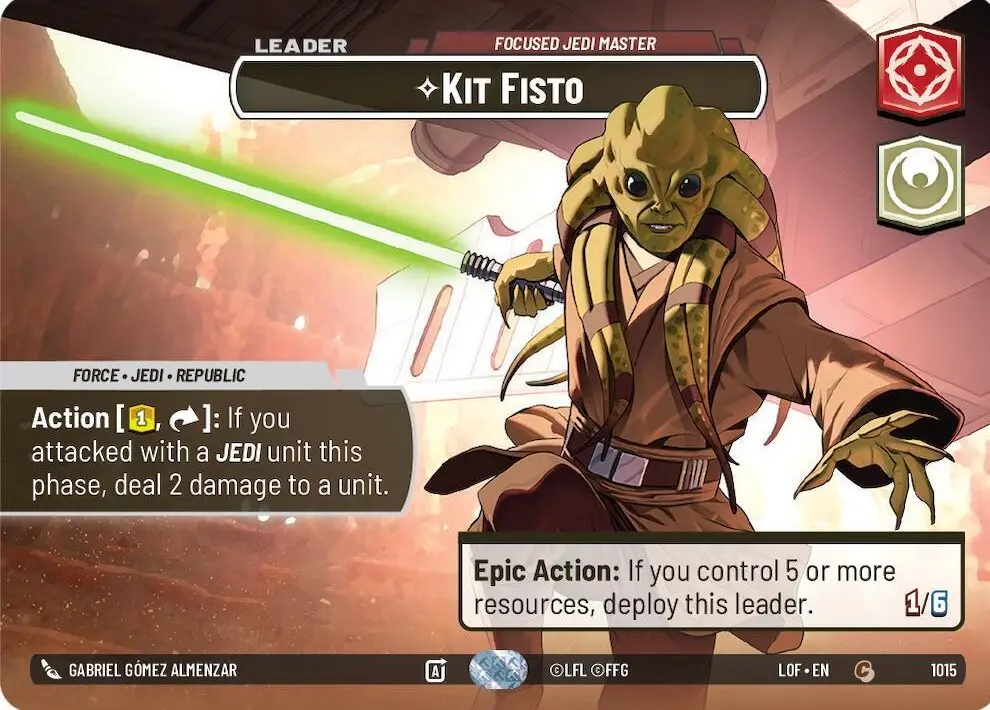 LEADER
FOCUSED JEDI MASTER
✧KIT FISTO
FORCE • JEDI • REPUBLIC
Action [1, ]: If you
attacked with a JEDI unit this
phase, deal 2 damage to a unit.
Epic Action: If you control 5 or more
resources, deploy this leader.
1/6
GABRIEL GÓMEZ ALMENZAR
A
©LFL ©FFG
LOF • EN
C
1015